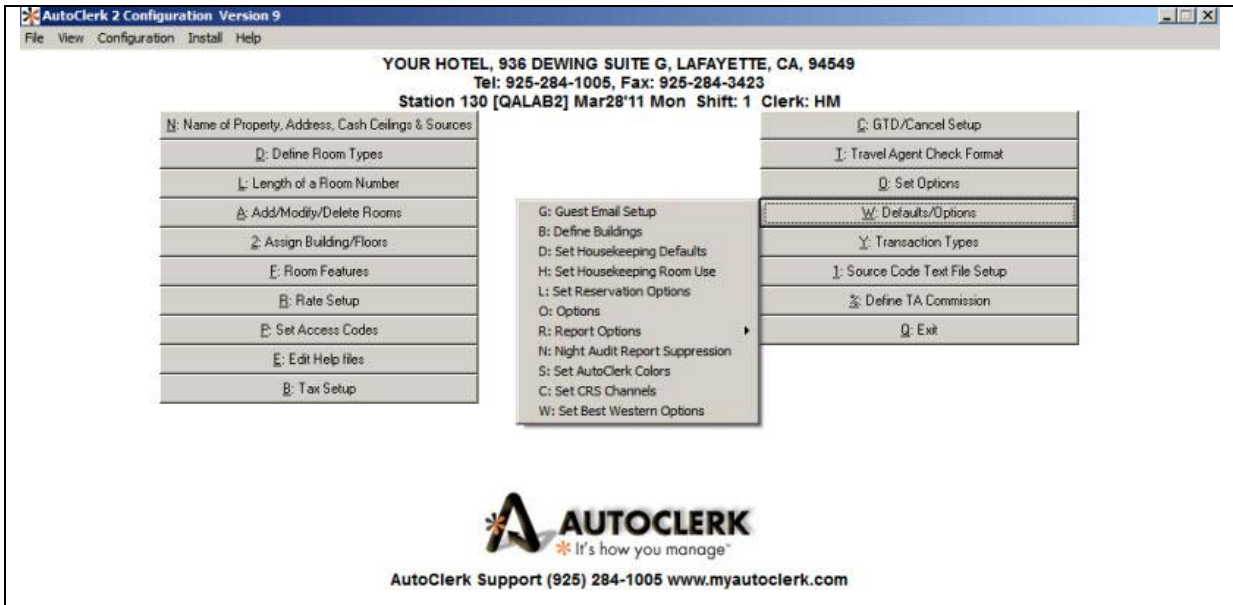 AutoClerk 2 Configuration Version 9
File View Configuration Install Help
YOUR HOTEL, 936 DEWING SUITE G, LAFAYETTE, CA, 94549
Tel: 925-284-1005, Fax: 925-284-3423
Station 130 [QALAB2] Mar28'11 Mon Shift: 1 Clerk: HM
N: Name of Property, Address, Cash Ceilings & Sources
D: Define Room Types
L: Length of a Room Number
A: Add/Modify/Delete Rooms
2: Assign Building/Floors
F: Room Features
R: Rate Setup
P: Set Access Codes
E: Edit Help files
B: Tax Setup
G: Guest Email Setup
B: Define Buildings
D: Set Housekeeping Defaults
H: Set Housekeeping Room Use
L: Set Reservation Options
O: Options
R: Report Options
N: Night Audit Report Suppression
S: Set AutoClerk Colors
C: Set CRS Channels
W: Set Best Western Options
C: GTD/Cancel Setup
T: Travel Agent Check Format
O: Set Options
W: Defaults/Options
Y: Transaction Types
1: Source Code Text File Setup
%: Define TA Commission
Q: Exit
AUTOCLERK
It's how you manage™
AutoClerk Support (925) 284-1005 www.myautoclerk.com